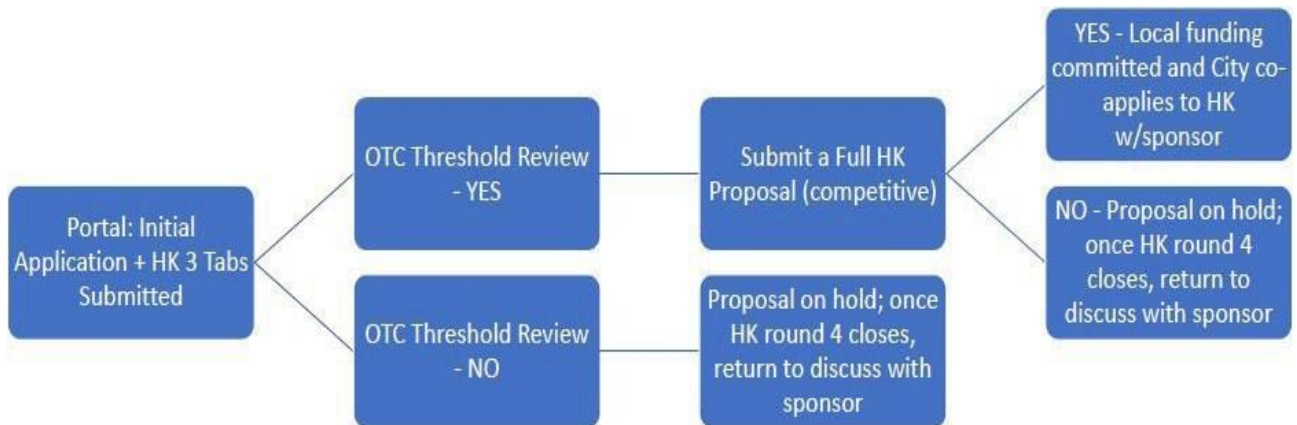 Portal: Initial
Application + HK 3 Tabs
Submitted
OTC Threshold Review
- YES
OTC Threshold Review
- NO
Submit a Full HK
Proposal (competitive)
Proposal on hold; once
HK round 4 closes,
return to discuss with
sponsor
YES - Local funding
committed and City co-
applies to HK
w/sponsor
NO - Proposal on hold;
once HK round 4
closes, return to
discuss with sponsor